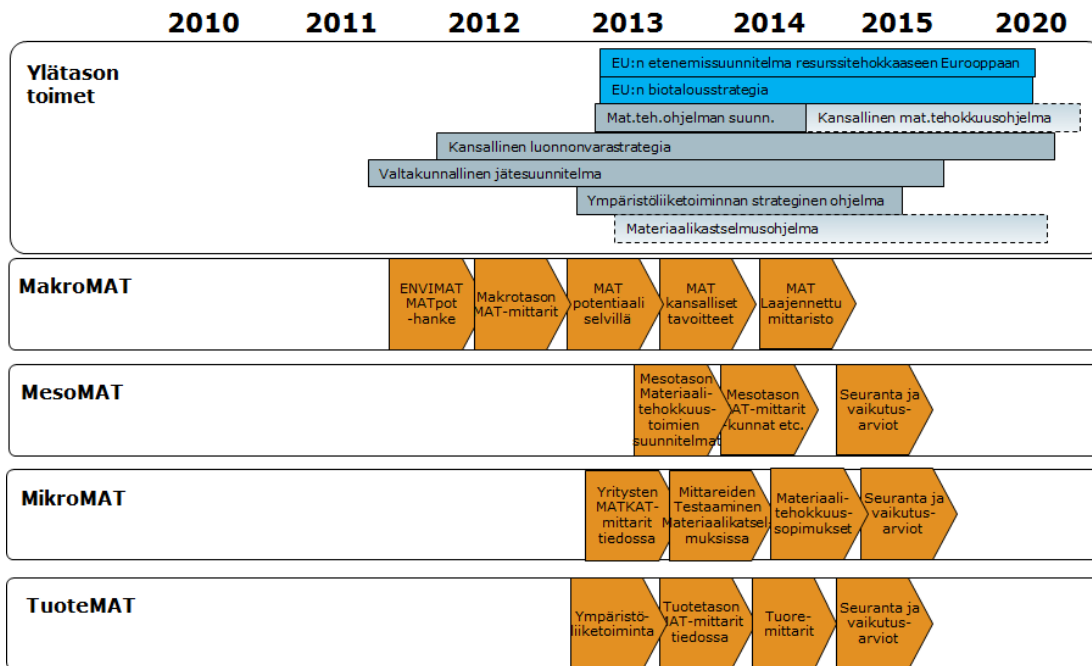 2010 2011 2012 2013 2014 2015 2020
Ylätason
toimet
EU:n etenemissuunnitelma resurssitehokkaaseen Eurooppaan
EU:n biotalousstrategia
Mat.teh.ohjelman suunn.
Kansallinen mat.tehokkuusohjelma
Kansallinen luonnonvarastrategia
Valtakunnallinen jätesuunnitelma
Ympäristöliiketoiminnan strateginen ohjelma
Materiaalikastselmusohjelma
MakroMAT
ENVIMAT
MATpot
-hanke
Makrotason
MAT-mittarit
MAT
potentiaali
selvillä
MAT
kansalliset
tavoitteet
MAT
Laajennettu
mittaristo
MesoMAT
Mesotason
Materiaali-
tehokkuus-
toimien
suunnitelmat
Mesotason
MAT-mittarit
-kunnat etc.
Seuranta ja
vaikutus-
arviot
MikroMAT
Yritysten
MATKAT-
mittarit
tiedossa
Mittareiden
Testaaminen
Materiaalikatsel-
muksissa
Materiaali-
tehokkuus-
sopimukset
Seuranta ja
vaikutus-
arviot
TuoteMAT
Ympäristö-
liiketoiminta
Tuotetason
MAT-mittarit
tiedossa
Tuore-
mittarit
Seuranta ja
vaikutus-
arviot